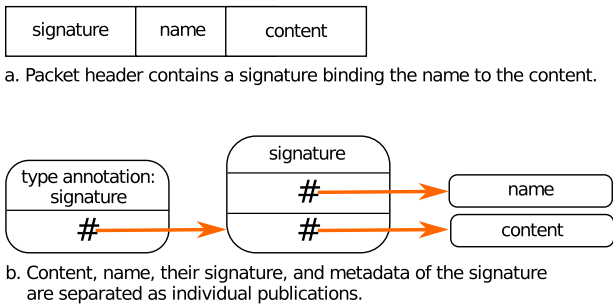 signature name content
a. Packet header contains a signature binding the name to the content.
signature
type annotation:
signature
# name
# # content
b. Content, name, their signature, and metadata of the signature
are separated as individual publications.